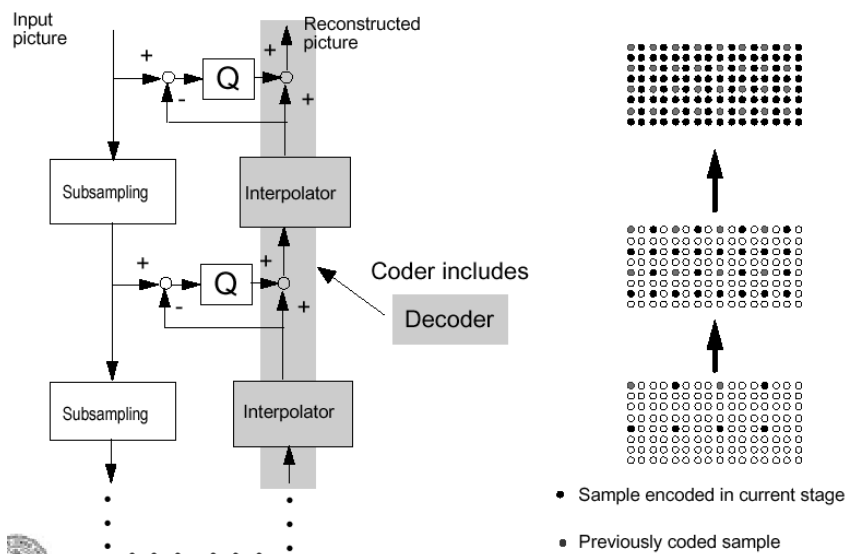 Input
picture
Reconstructed
picture
+
+
Q
-
+
Subsampling
Interpolator
+
+
Q
-
+
Coder includes
Decoder
Subsampling
Interpolator
• Sample encoded in current stage
• Previously coded sample